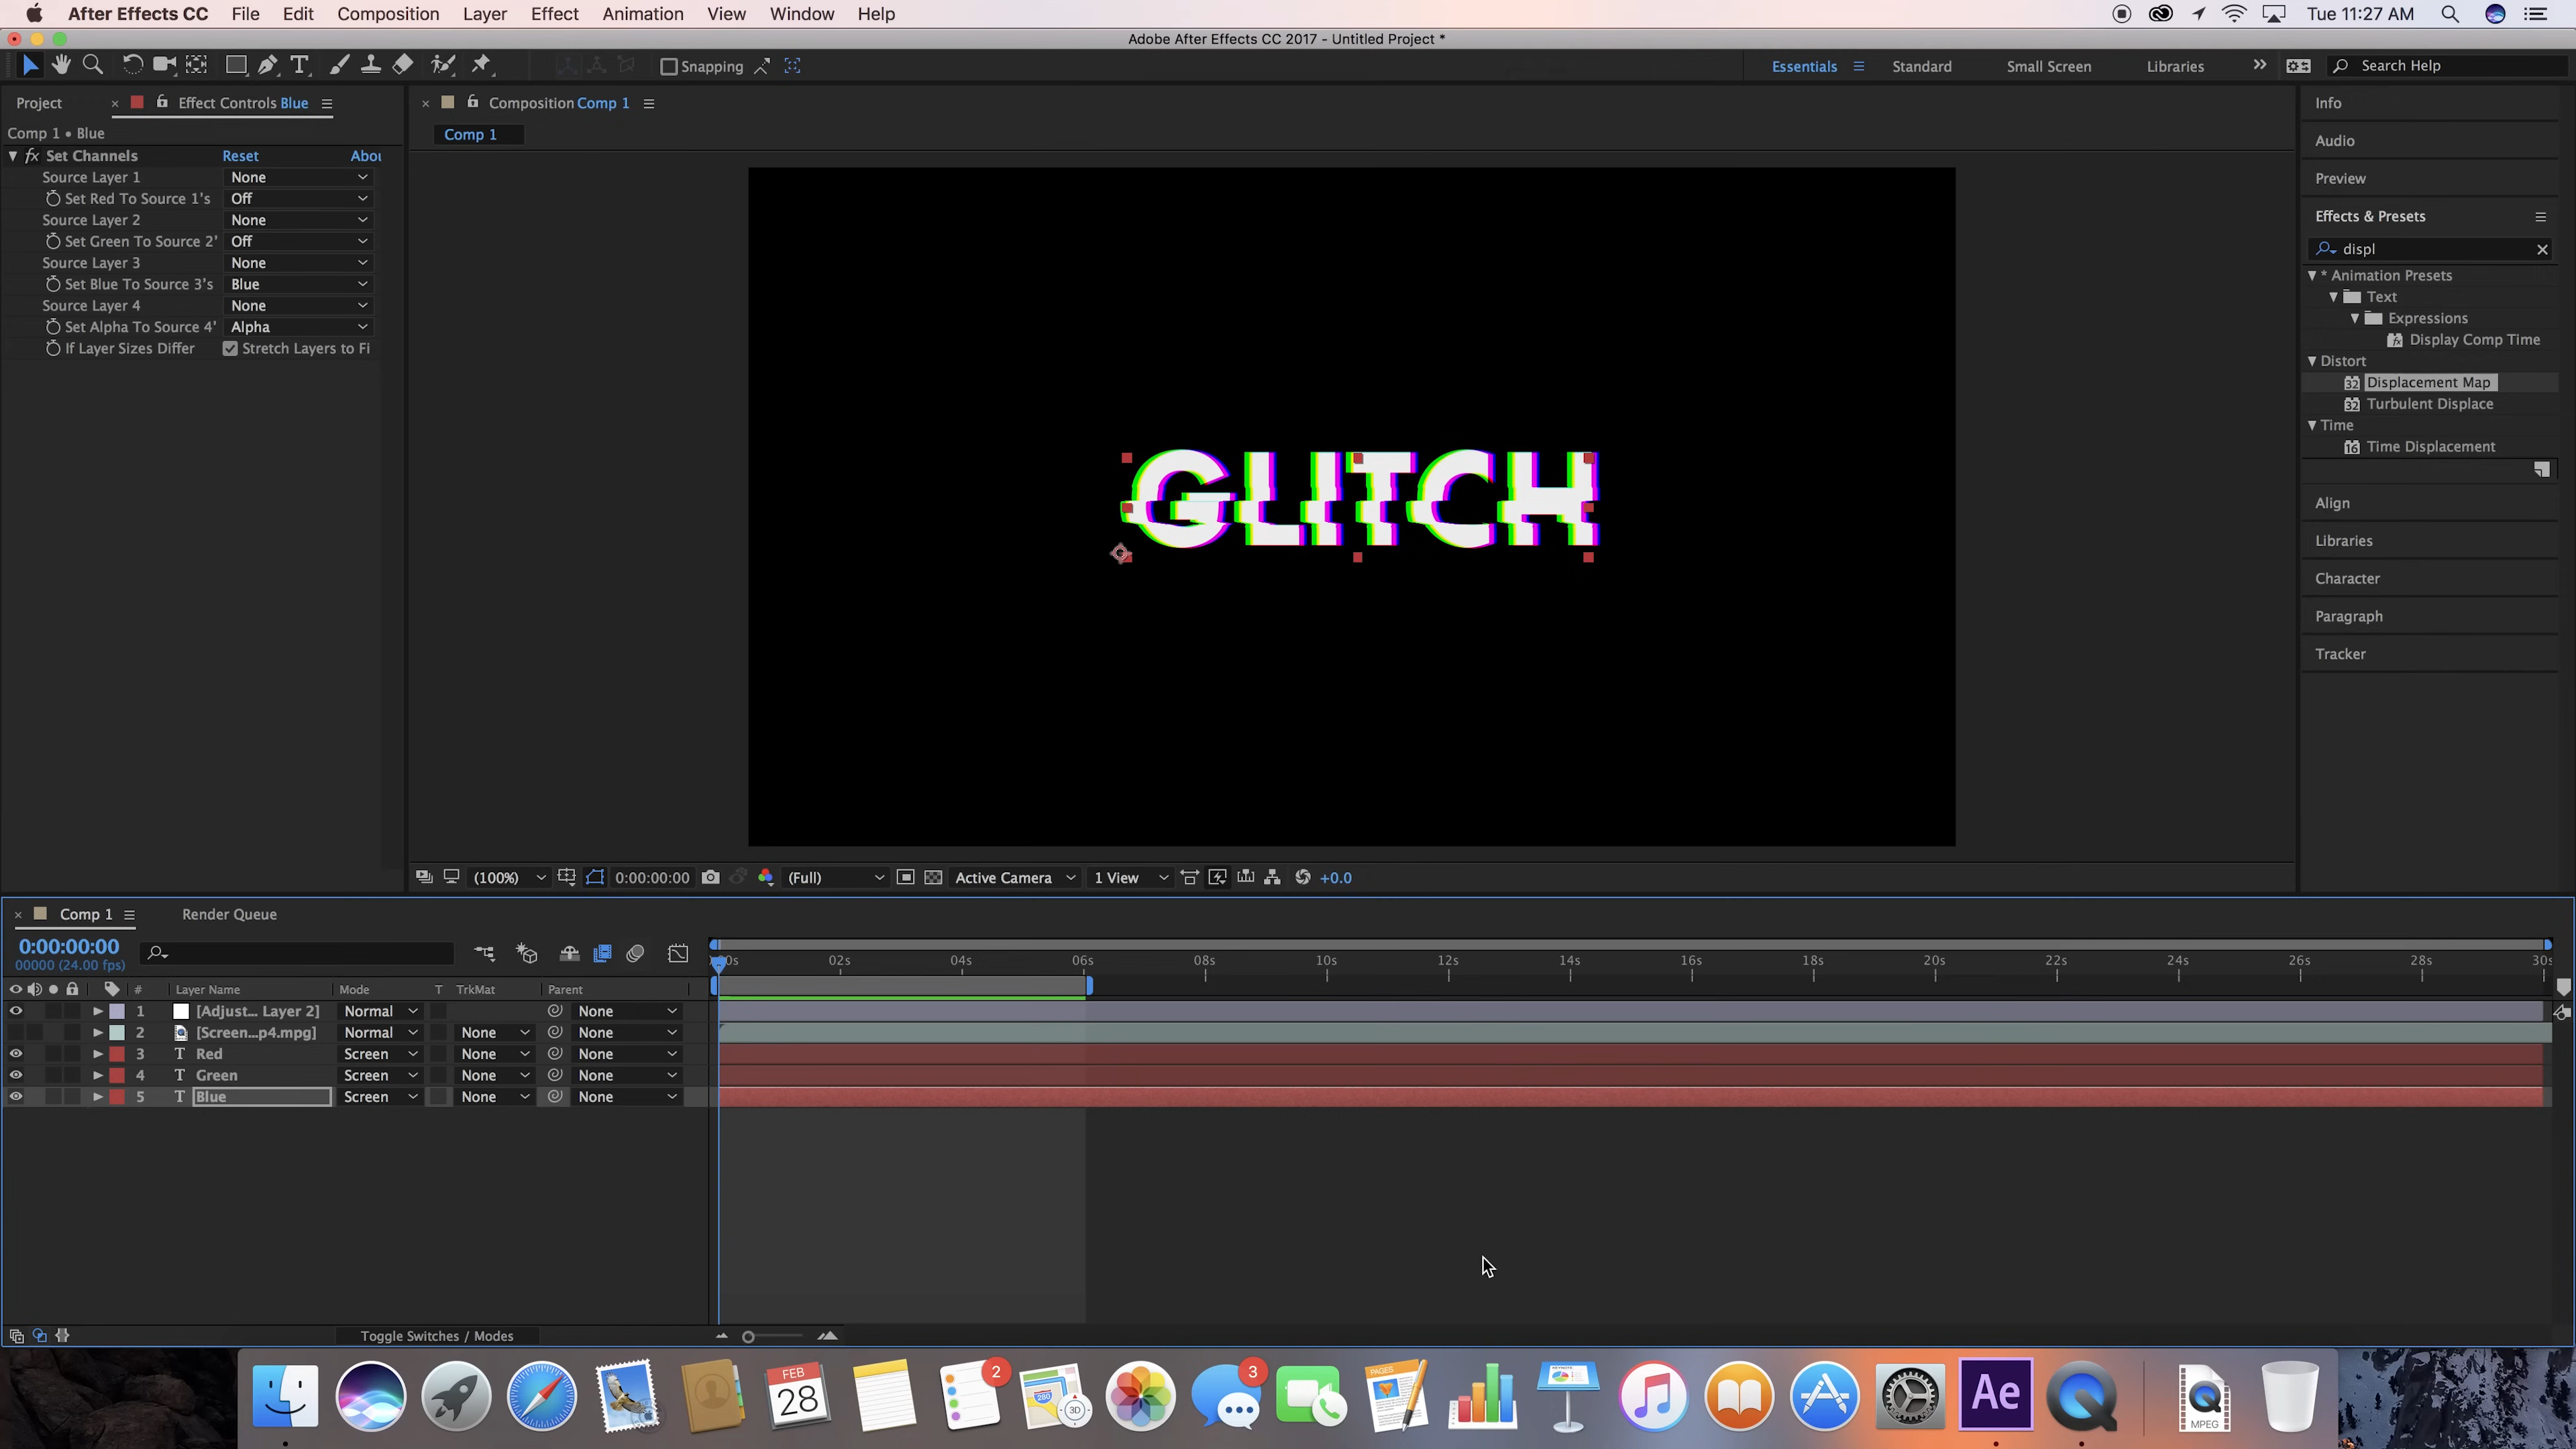 After Effects CC File Edit Composition Layer Effect Animation View Window Help Tue 11:27 AM
Adobe After Effects CC 2017 - Untitled Project *
Snapping Essentials Standard Small Screen Libraries Search Help
Project Effect Controls Blue
Comp 1 • Blue
fx Set Channels Reset Abou
Source Layer 1 None
Set Red To Source 1's Off
Source Layer 2 None
Set Green To Source 2' Off
Source Layer 3 None
Set Blue To Source 3's Blue
Source Layer 4 None
Set Alpha To Source 4' Alpha
If Layer Sizes Differ Stretch Layers to Fi
Composition Comp 1
Comp 1
GLITCH
(100%) 0:00:00:00 (Full) Active Camera 1 View +0.0
Info
Audio
Preview
Effects & Presets
displ
* Animation Presets
Text
Expressions
Display Comp Time
Distort
32 Displacement Map
32 Turbulent Displace
Time
16 Time Displacement
Align
Libraries
Character
Paragraph
Tracker
Comp 1 Render Queue
0:00:00:00
00000 (24.00 fps)
00s 02s 04s 06s 08s 10s 12s 14s 16s 18s 20s 22s 24s 26s 28s 30s
# Layer Name Mode T TrkMat Parent
1 [Adjust... Layer 2] Normal None
2 [Screen...p4.mpg] Normal None None
3 T Red Screen None None
4 T Green Screen None None
5 T Blue Screen None None
Toggle Switches / Modes
FEB
28
2
280
3D
3
PAGES
KEYNOTE
Ae
MPEG